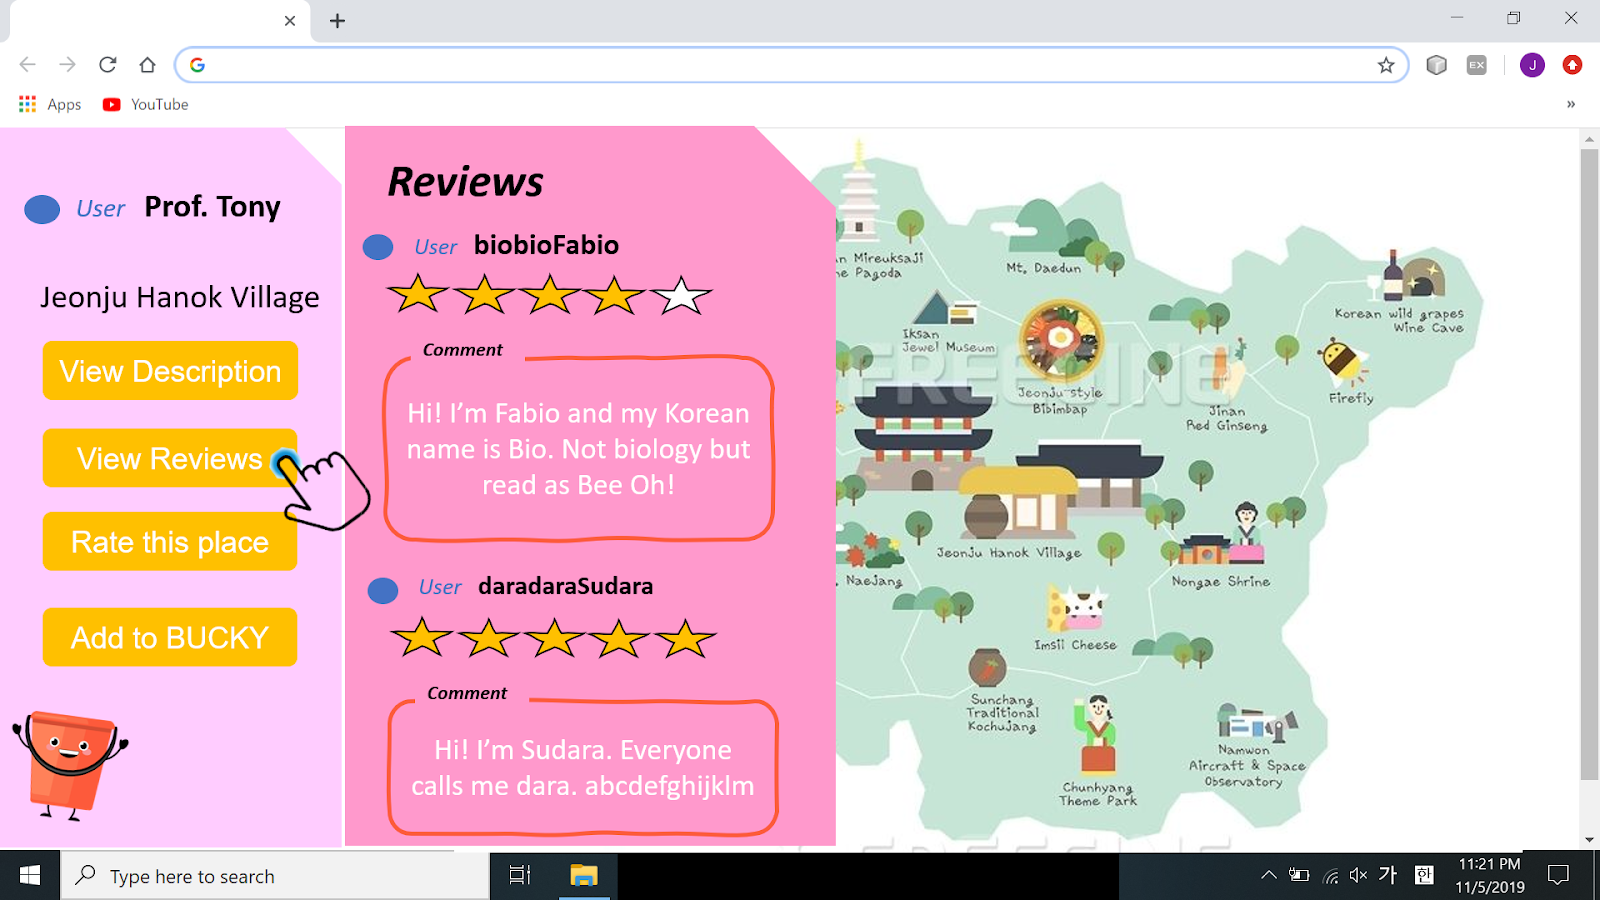 Apps
YouTube
User Prof. Tony
Jeonju Hanok Village
View Description
View Reviews
Rate this place
Add to BUCKY
Reviews
User biobioFabio
Comment
Hi! I'm Fabio and my Korean
name is Bio. Not biology but
read as Bee Oh!
User daradaraSudara
Comment
Hi! I'm Sudara. Everyone
calls me dara. abcdefghijklm
Mireuksaji
Pagoda
Mt. Daedun
Korean wild grapes
Wine Cave
Iksan
Jewel Museum
Jeonju style
Bibimbap
Jinan
Red Ginseng
Firefly
Jeonju Hanok Village
Naejang
Nongae Shrine
Imsil Cheese
Sunchang
Traditional
Kochujang
Chunhyang
Theme Park
Namwon
Aircraft & Space
Observatory
J
EX
Type here to search
가
한
11:21 PM
11/5/2019